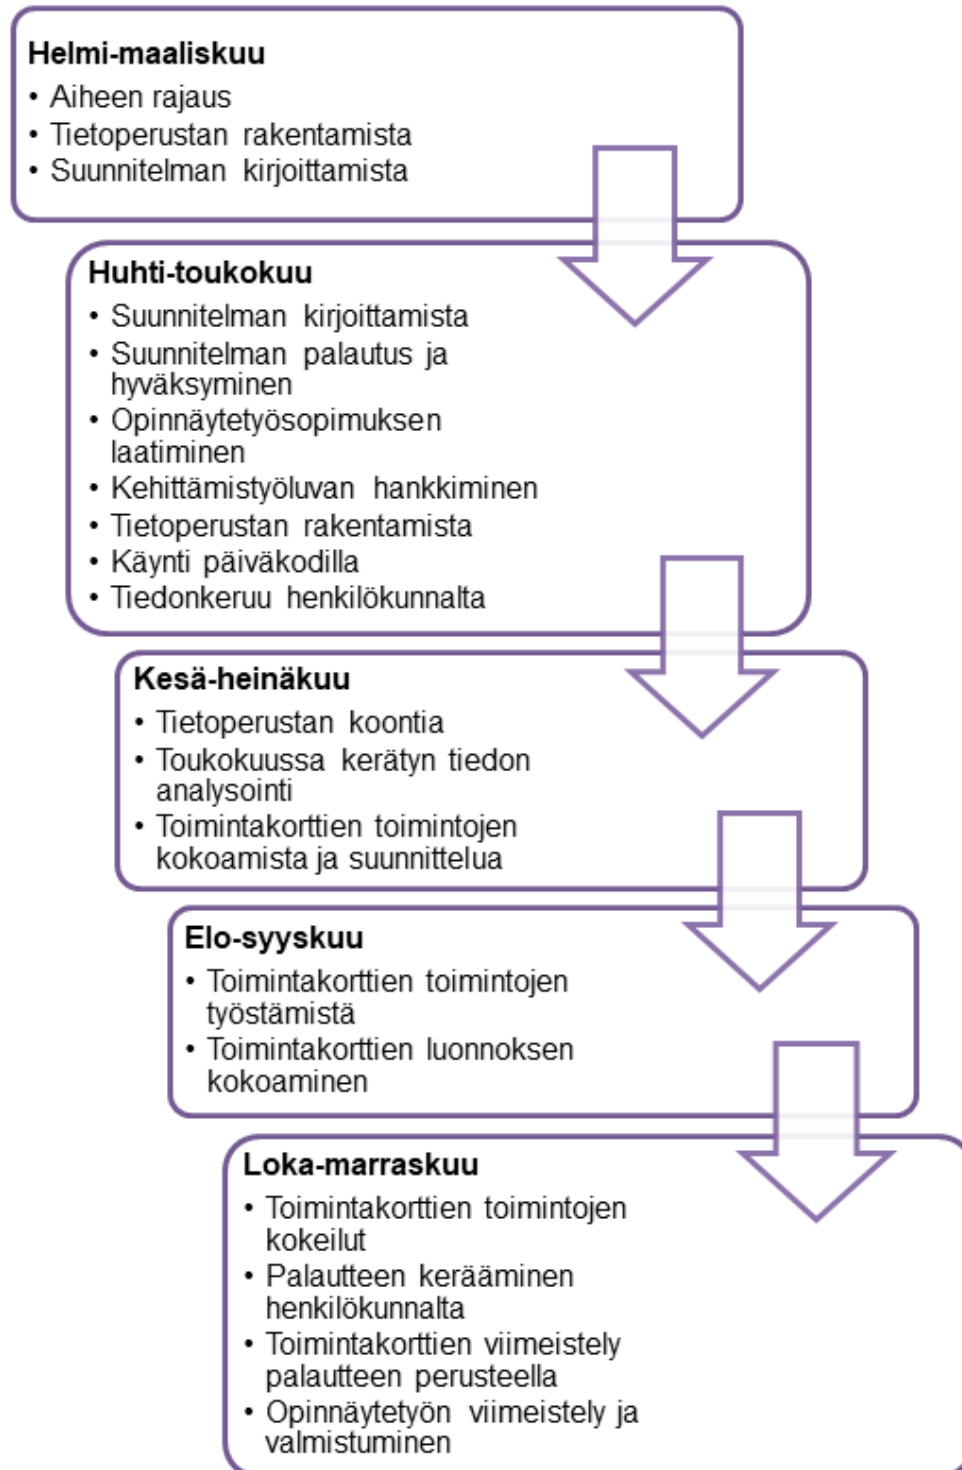 Helmi-maaliskuu
• Aiheen rajaus
• Tietoperustan rakentamista
• Suunnitelman kirjoittamista
Huhti-toukokuu
• Suunnitelman kirjoittamista
• Suunnitelman palautus ja
hyväksyminen
• Opinnäytetyösopimuksen
laatiminen
• Kehittämistyöluvan hankkiminen
• Tietoperustan rakentamista
• Käynti päiväkodilla
• Tiedonkeruu henkilökunnalta
Kesä-heinäkuu
• Tietoperustan koontia
• Toukokuussa kerätyn tiedon
analysointi
• Toimintakorttien toimintojen
kokoamista ja suunnittelua
Elo-syyskuu
• Toimintakorttien toimintojen
työstämistä
• Toimintakorttien luonnoksen
kokoaminen
Loka-marraskuu
• Toimintakorttien toimintojen
kokeilut
• Palautteen kerääminen
henkilökunnalta
• Toimintakorttien viimeistely
palautteen perusteella
• Opinnäytetyön viimeistely ja
valmistuminen